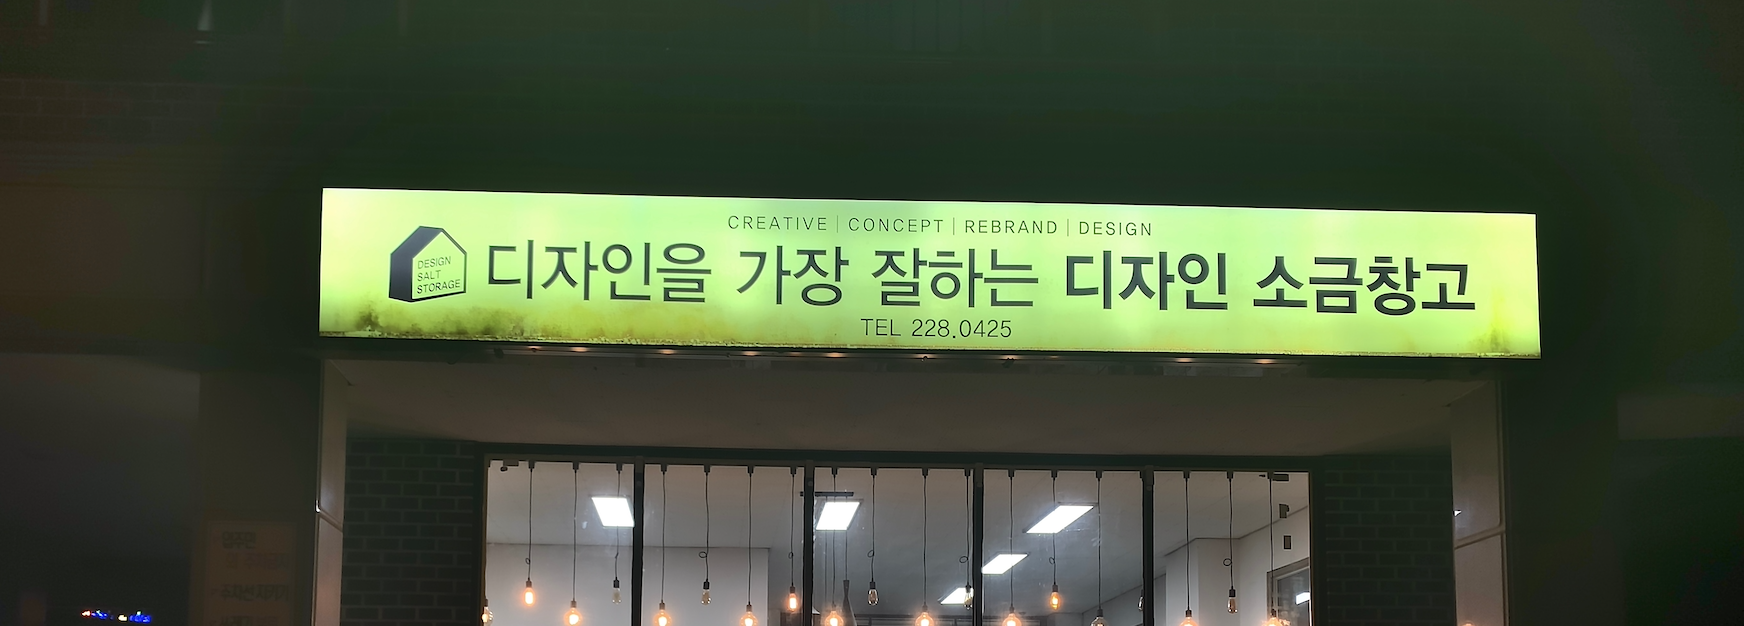 CREATIVE | CONCEPT | REBRAND | DESIGN
DESIGN
SALT
STORAGE
디자인을 가장 잘하는 디자인 소금창고
TEL 228.0425